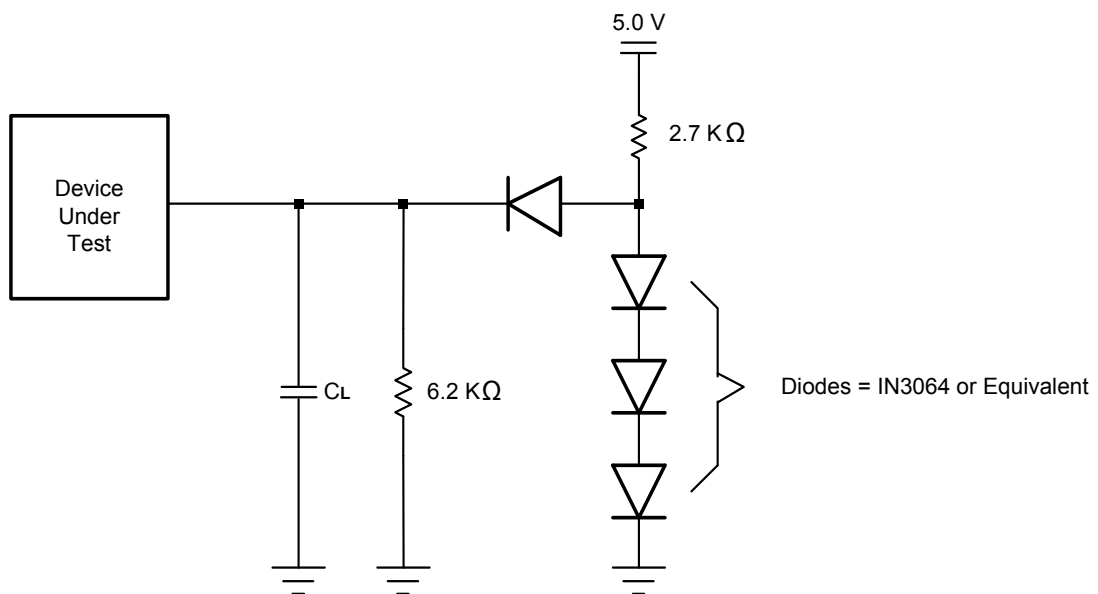 5.0 V
2.7 KΩ
Device
Under
Test
CL
6.2 KΩ
Diodes = IN3064 or Equivalent